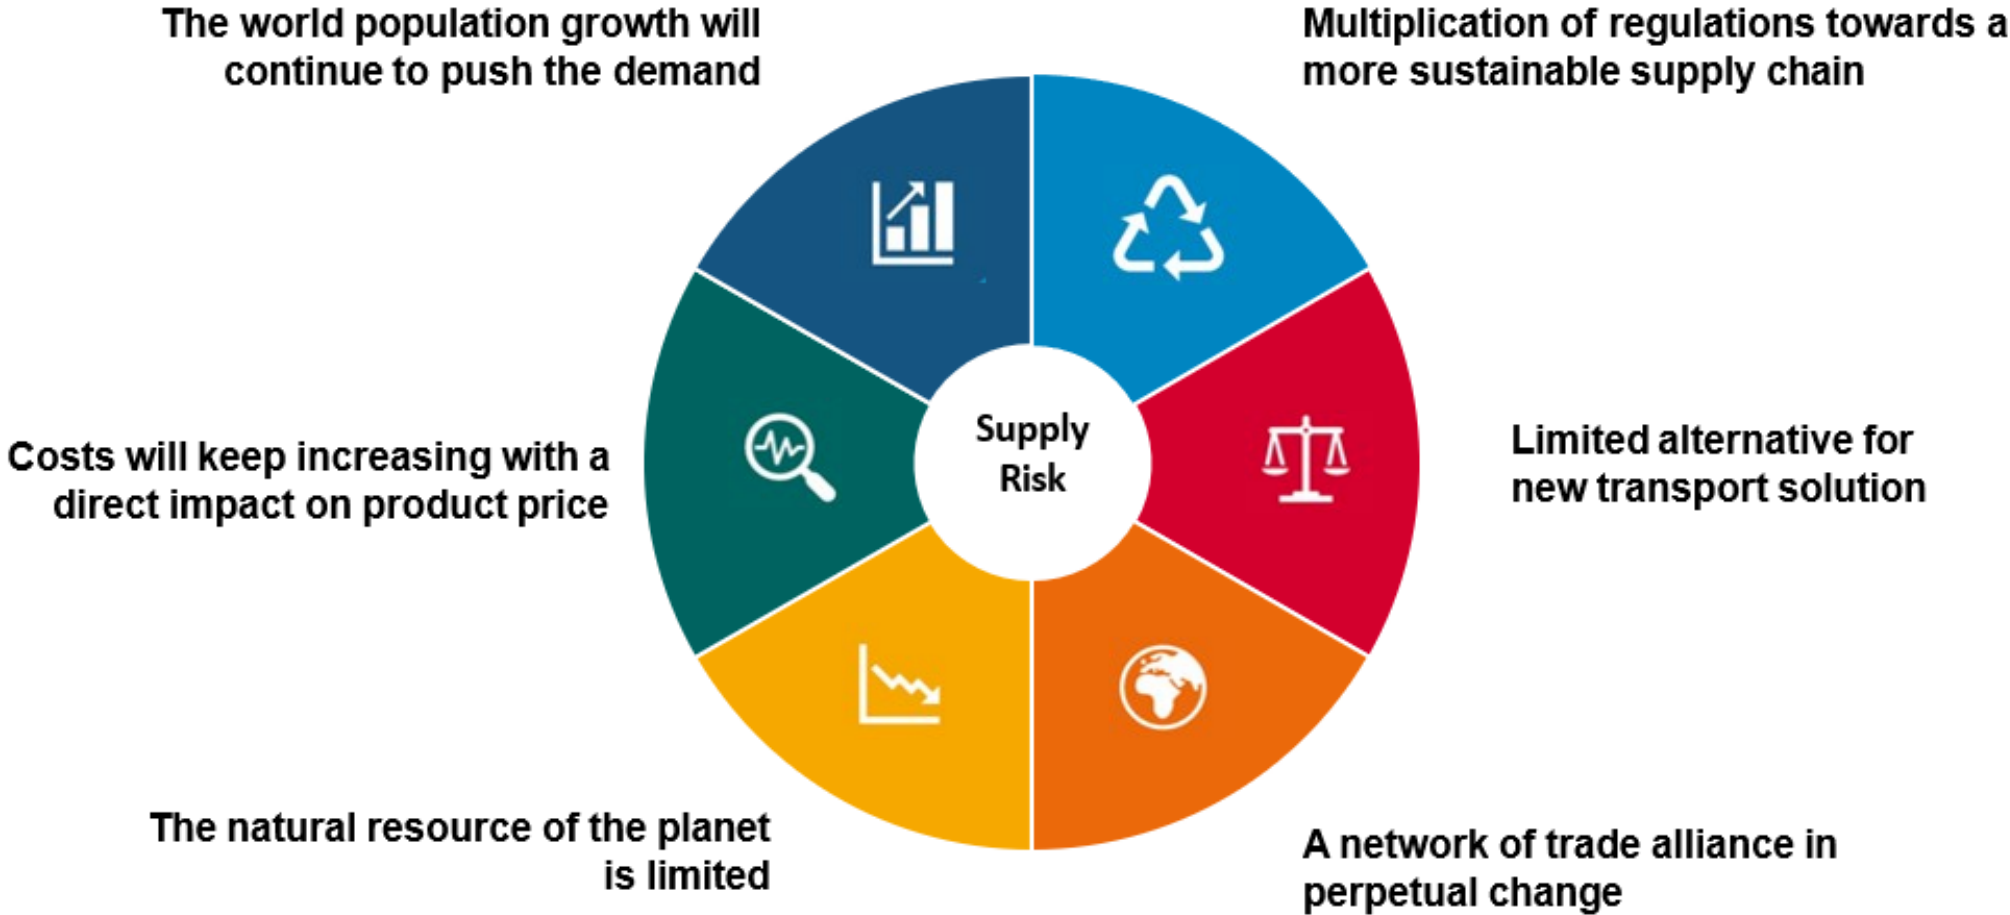 The world population growth will
continue to push the demand
Multiplication of regulations towards a
more sustainable supply chain
Costs will keep increasing with a
direct impact on product price
Supply
Risk
Limited alternative for
new transport solution
The natural resource of the planet
is limited
A network of trade alliance in
perpetual change